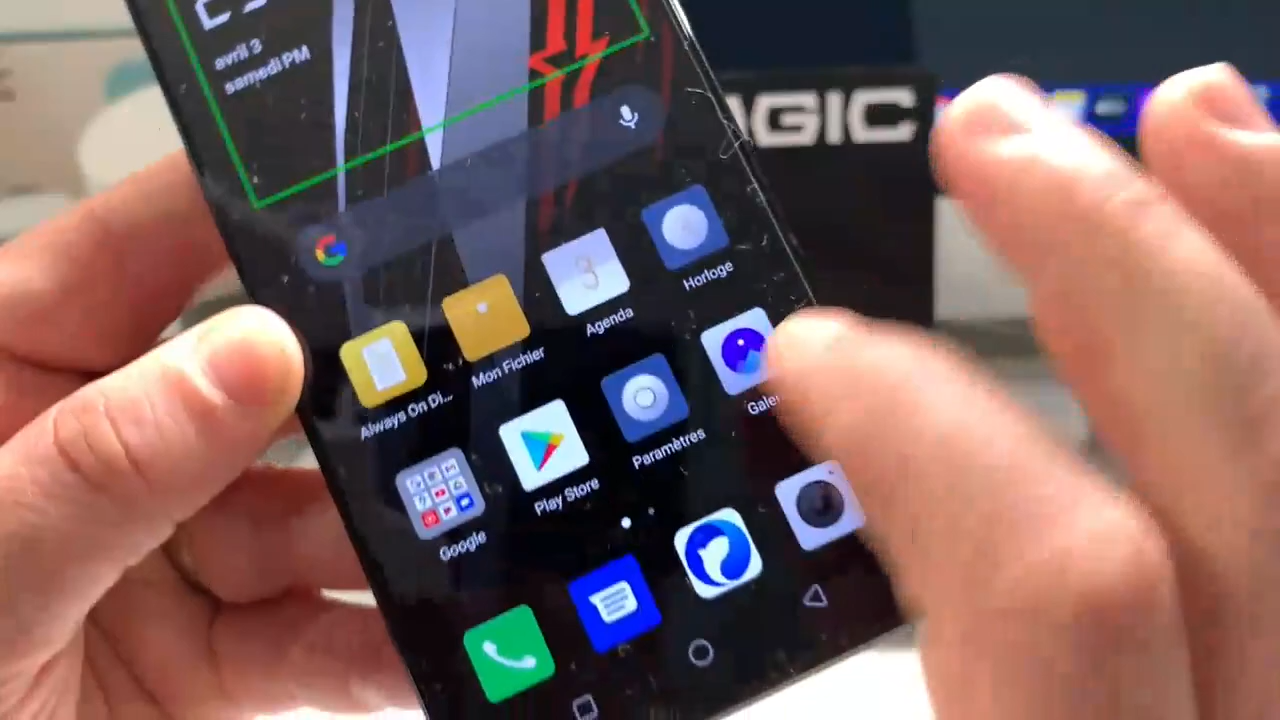 avril 3
samedi PM
AGIC
Horloge
Agenda
Mon Fichier
Always On Di...
Paramètres
Play Store
Google